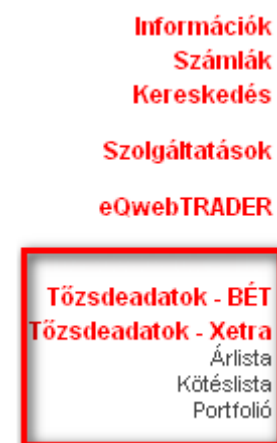 Információk
Számlák
Kereskedés
Szolgáltatások
eQwebTRADER
Tőzsdeadatok - BÉT
Tőzsdeadatok - Xetra
Árlista
Kötéslista
Portfolió